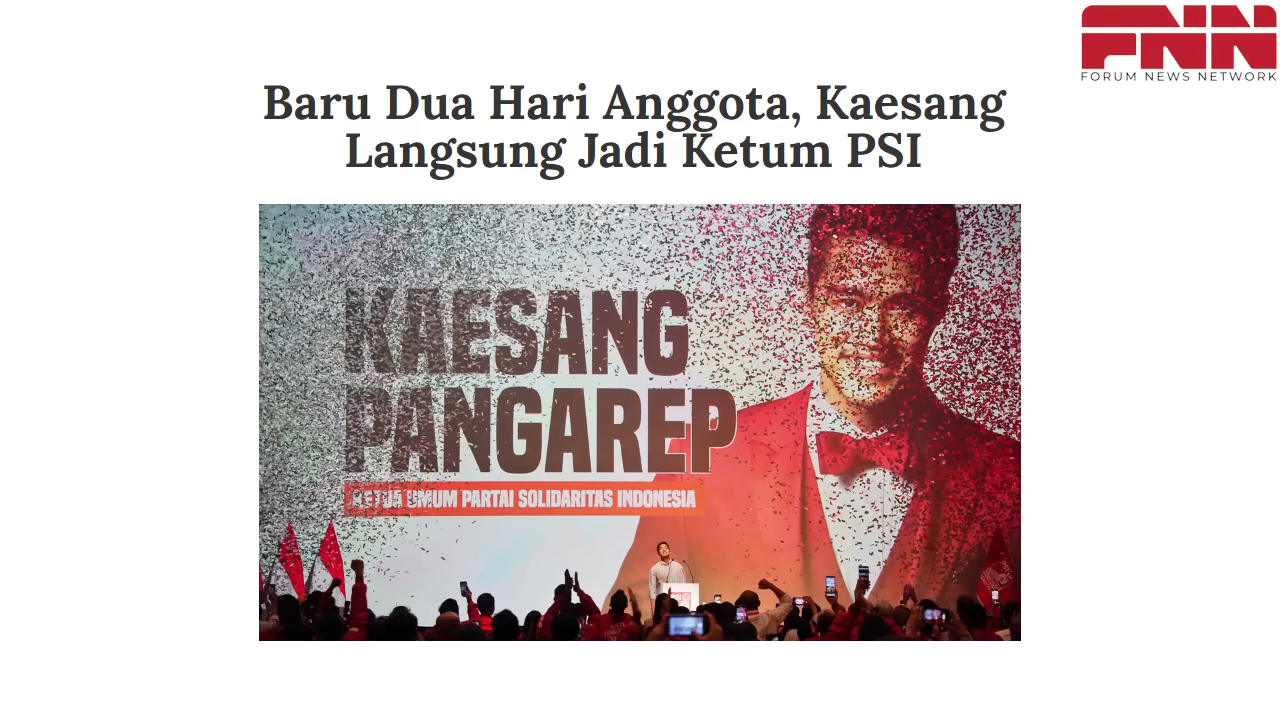 FNN
FORUM NEWS NETWORK
Baru Dua Hari Anggota, Kaesang
Langsung Jadi Ketum PSI
KAESANG
PANGAREP
KETUA UMUM PARTAI SOLIDARITAS INDONESIA